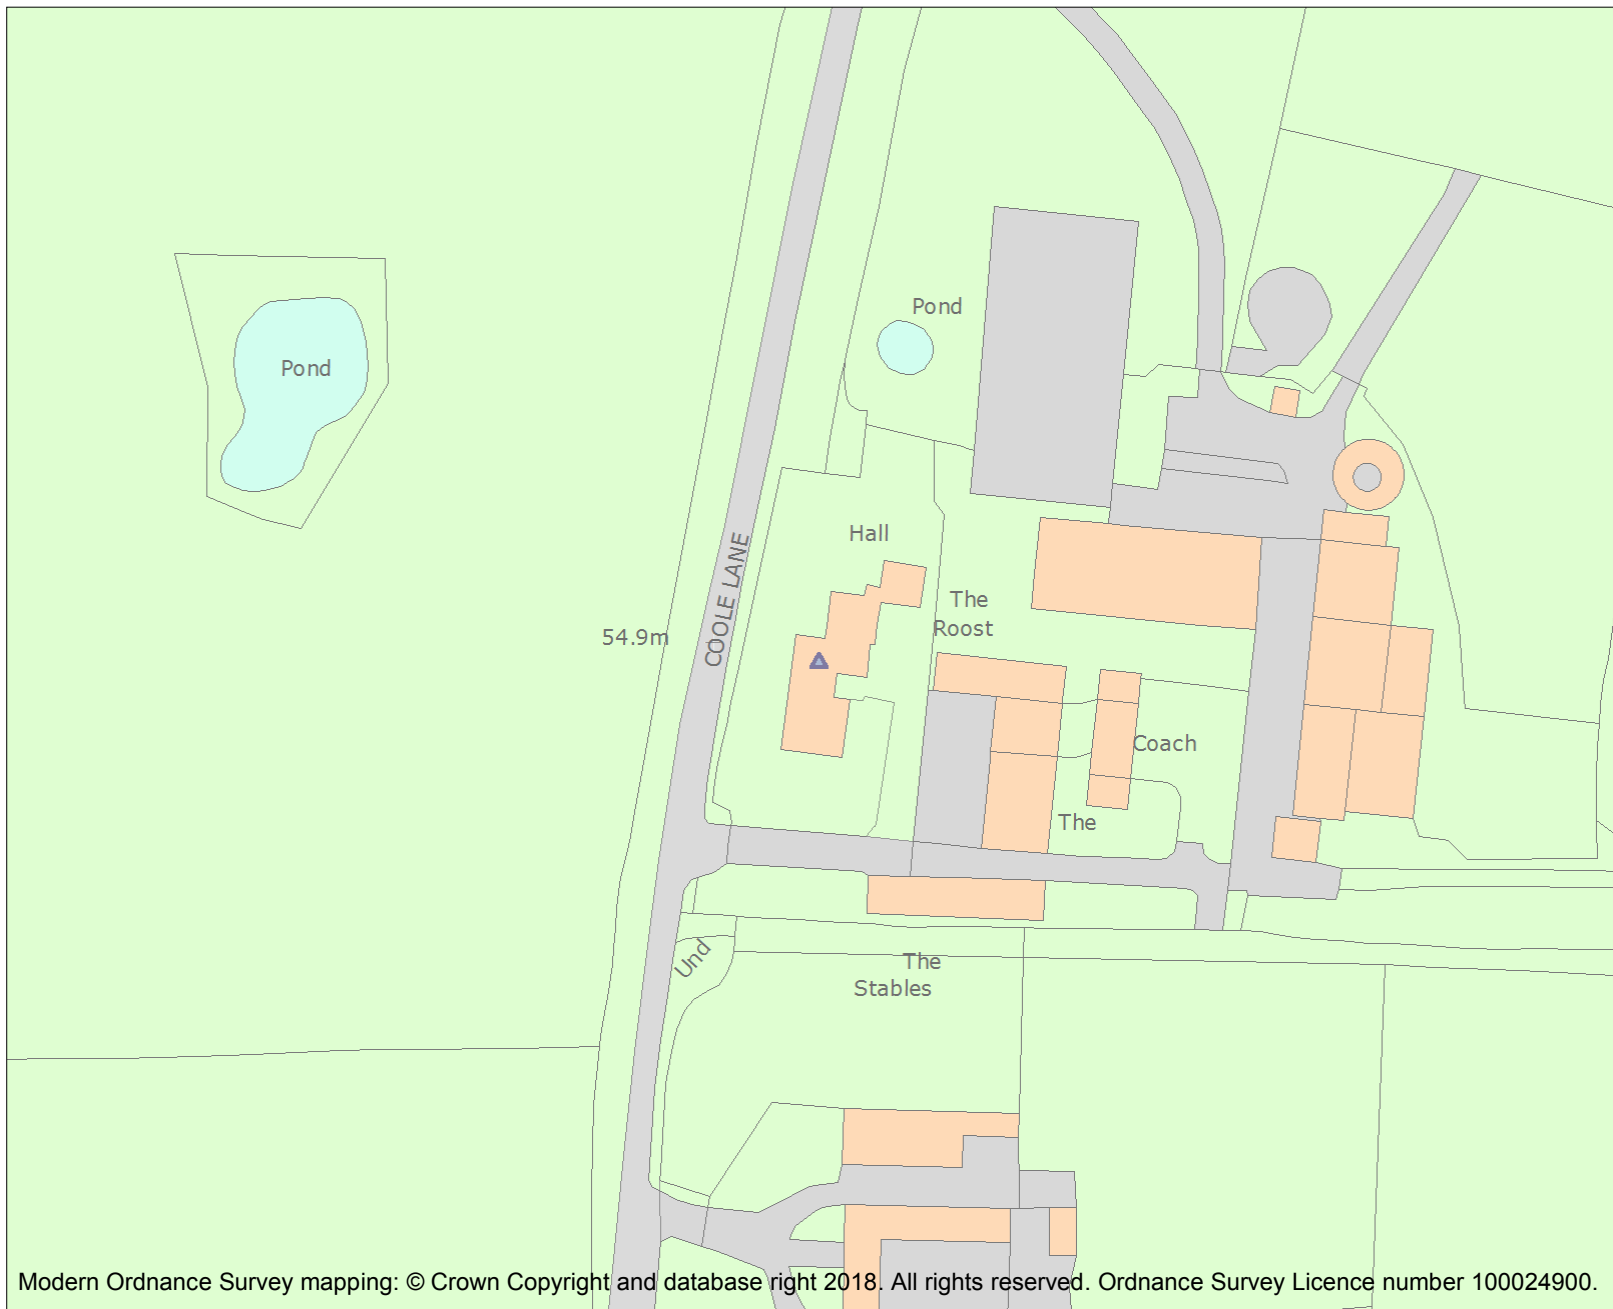 Pond
Pond
Hall
COOLE LANE
The
Roost
54.9m
Coach
The
Und
The
Stables
Modern Ordnance Survey mapping: © Crown Copyright and database right 2018. All rights reserved. Ordnance Survey Licence number 100024900.